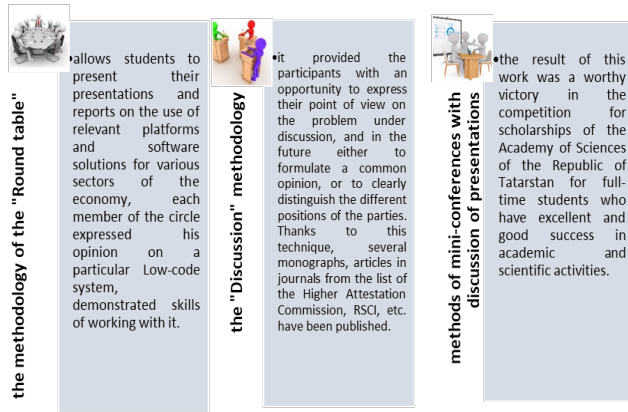 the methodology of the "Round table"
•allows students to
present their
presentations and
reports on the use of
relevant platforms
and software
solutions for various
sectors of the
economy, each
member of the circle
expressed his
opinion on a
particular Low-code
system,
demonstrated skills
of working with it.
the "Discussion" methodology
•it provided the
participants with an
opportunity to express
their point of view on
the problem under
discussion, and in the
future either to
formulate a common
opinion, or to clearly
distinguish the different
positions of the parties.
Thanks to this
technique, several
monographs, articles in
journals from the list of
the Higher Attestation
Commission, RSCI, etc.
have been published.
methods of mini-conferences with
discussion of presentations
•the result of this
work was a worthy
victory in the
competition for
scholarships of the
Academy of Sciences
of the Republic of
Tatarstan for full-
time students who
have excellent and
good success in
academic and
scientific activities.